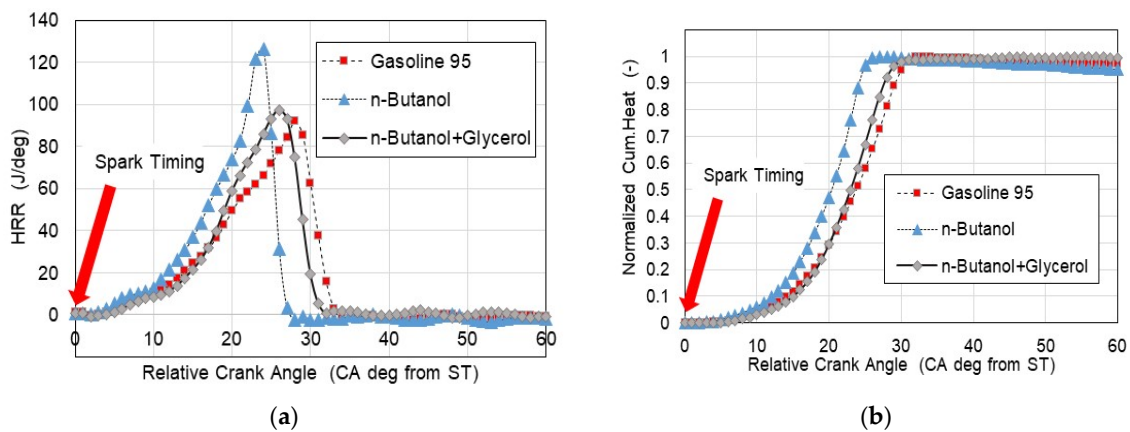 140
120
100
80
60
40
20
0
-20
HRR (J/deg)
Spark Timing
Gasoline 95
n-Butanol
n-Butanol+Glycerol
0 10 20 30 40 50 60
Relative Crank Angle (CA deg from ST)
(a)
1
0.9
0.8
0.7
0.6
0.5
0.4
0.3
0.2
0.1
0
Normalized Cum.Heat (-)
Spark Timing
Gasoline 95
n-Butanol
n-Butanol+Glycerol
0 10 20 30 40 50 60
Relative Crank Angle (CA deg from ST)
(b)